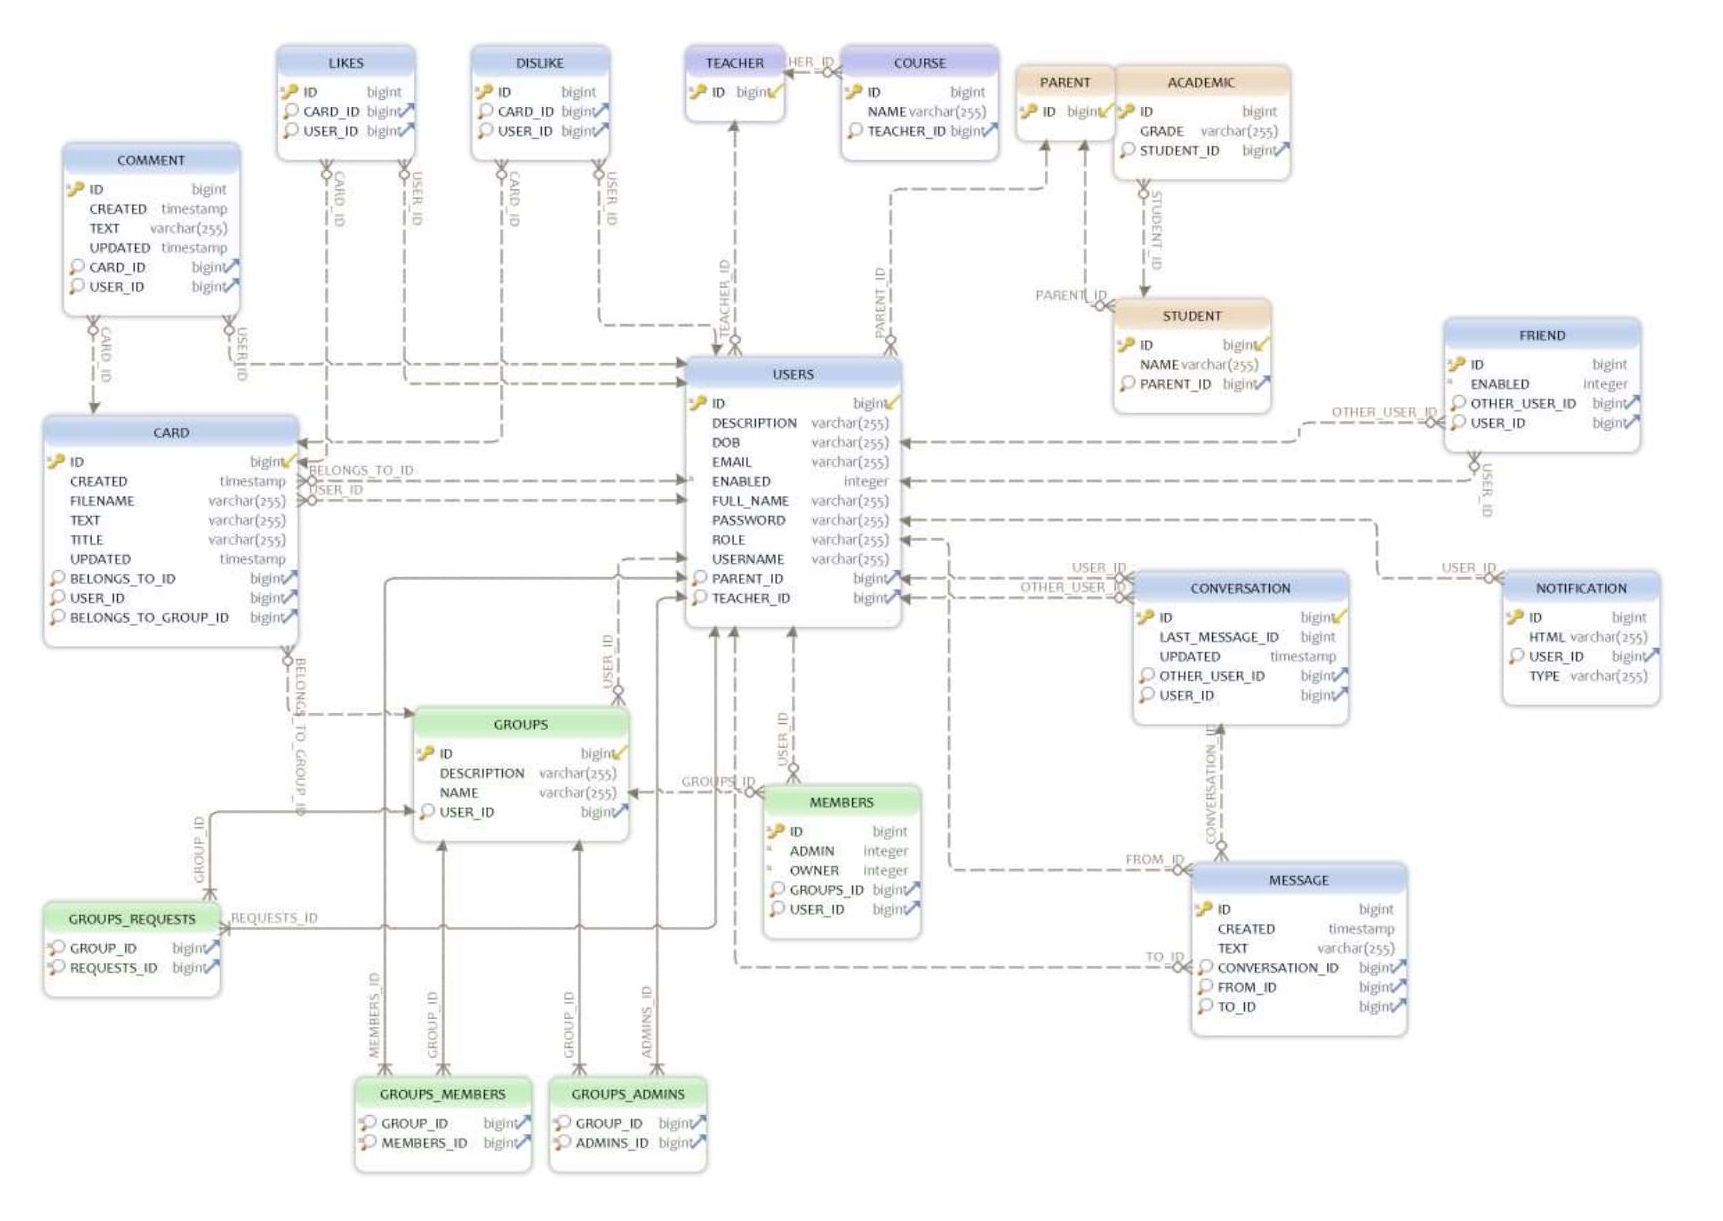 LIKES
ID bigint
CARD_ID bigint
USER_ID bigint
DISLIKE
ID bigint
CARD_ID bigint
USER_ID bigint
TEACHER
ID bigint
HER_ID
COURSE
ID bigint
NAME varchar(255)
TEACHER_ID bigint
PARENT
ID bigint
ACADEMIC
ID bigint
GRADE varchar(255)
STUDENT_ID bigint
COMMENT
ID bigint
CREATED timestamp
TEXT varchar(255)
UPDATED timestamp
CARD_ID bigint
USER_ID bigint
CARD_ID
USER_ID
CARD_ID
USER_ID
STUDENT_ID
TEACHER_ID
PARENT_ID
PARENT_ID
STUDENT
ID bigint
NAME varchar(255)
PARENT_ID bigint
CARD_ID
USER_ID
FRIEND
ID bigint
ENABLED integer
OTHER_USER_ID bigint
USER_ID bigint
OTHER_USER_ID
USER_ID
USERS
ID bigint
DESCRIPTION varchar(255)
DOB varchar(255)
EMAIL varchar(255)
ENABLED integer
FULL_NAME varchar(255)
PASSWORD varchar(255)
ROLE varchar(255)
USERNAME varchar(255)
PARENT_ID bigint
TEACHER_ID bigint
CARD
ID bigint
CREATED timestamp
FILENAME varchar(255)
TEXT varchar(255)
TITLE varchar(255)
UPDATED timestamp
BELONGS_TO_ID bigint
USER_ID bigint
BELONGS_TO_GROUP_ID bigint
BELONGS_TO_ID
USER_ID
USER_ID
OTHER_USER_ID
CONVERSATION
ID bigint
LAST_MESSAGE_ID bigint
UPDATED timestamp
OTHER_USER_ID bigint
USER_ID bigint
USER_ID
NOTIFICATION
ID bigint
HTML varchar(255)
USER_ID bigint
TYPE varchar(255)
BELONGS_TO_GROUP_ID
USER_ID
GROUPS
ID bigint
DESCRIPTION varchar(255)
NAME varchar(255)
USER_ID bigint
USER_ID
GROUPS_ID
MEMBERS
ID bigint
ADMIN integer
OWNER integer
GROUPS_ID bigint
USER_ID bigint
CONVERSATION_ID
FROM_ID
TO_ID
MESSAGE
ID bigint
CREATED timestamp
TEXT varchar(255)
CONVERSATION_ID bigint
FROM_ID bigint
TO_ID bigint
GROUP_ID
GROUPS_REQUESTS
GROUP_ID bigint
REQUESTS_ID bigint
REQUESTS_ID
MEMBERS_ID
GROUP_ID
GROUP_ID
ADMINS_ID
GROUPS_MEMBERS
GROUP_ID bigint
MEMBERS_ID bigint
GROUPS_ADMINS
GROUP_ID bigint
ADMINS_ID bigint